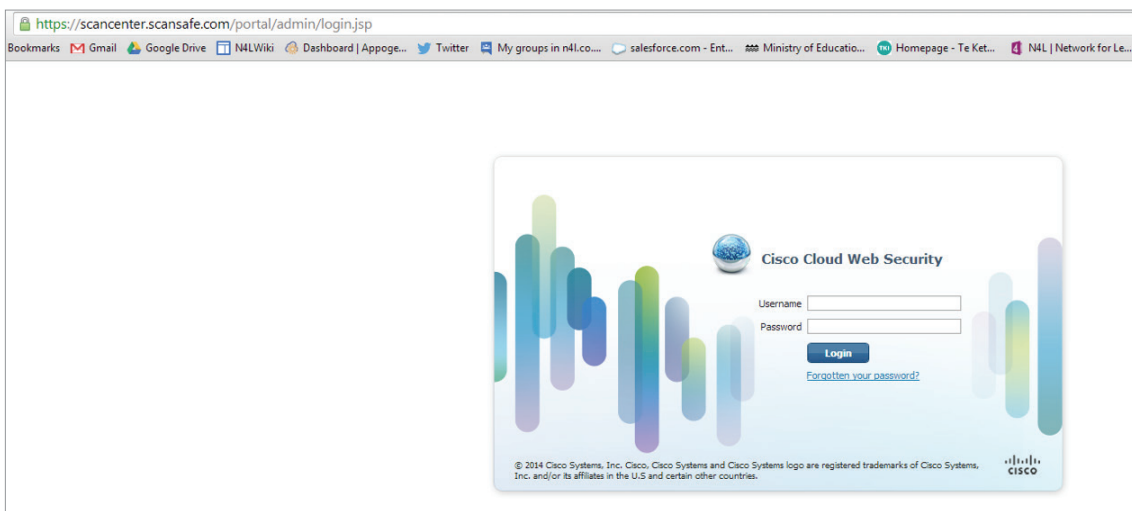 https://scancenter.scansafe.com/portal/admin/login.jsp
Bookmarks Gmail Google Drive N4LWiki Dashboard | Appoge... Twitter My groups in n4l.co.... salesforce.com - Ent... Ministry of Educatio... Homepage - Te Ket... N4L | Network for Le...
Cisco Cloud Web Security
Username
Password
Login
Forgotten your password?
© 2014 Cisco Systems, Inc. Cisco, Cisco Systems and Cisco Systems logo are registered trademarks of Cisco Systems,
Inc. and/or its affiliates in the U.S and certain other countries.
CISCO